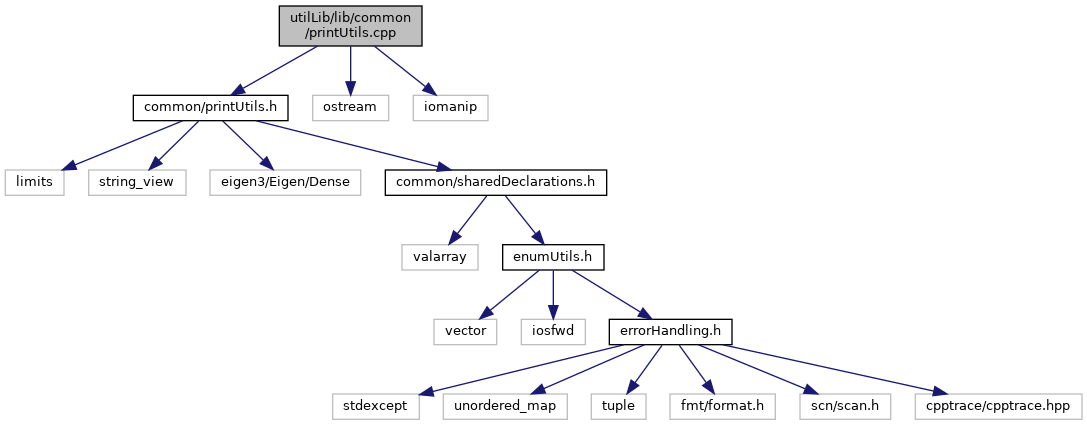 utilLib/lib/common
/printUtils.cpp
common/printUtils.h
ostream
iomanip
limits
string_view
eigen3/Eigen/Dense
common/sharedDeclarations.h
valarray
enumUtils.h
vector
iosfwd
errorHandling.h
stdexcept
unordered_map
tuple
fmt/format.h
scn/scan.h
cpptrace/cpptrace.hpp